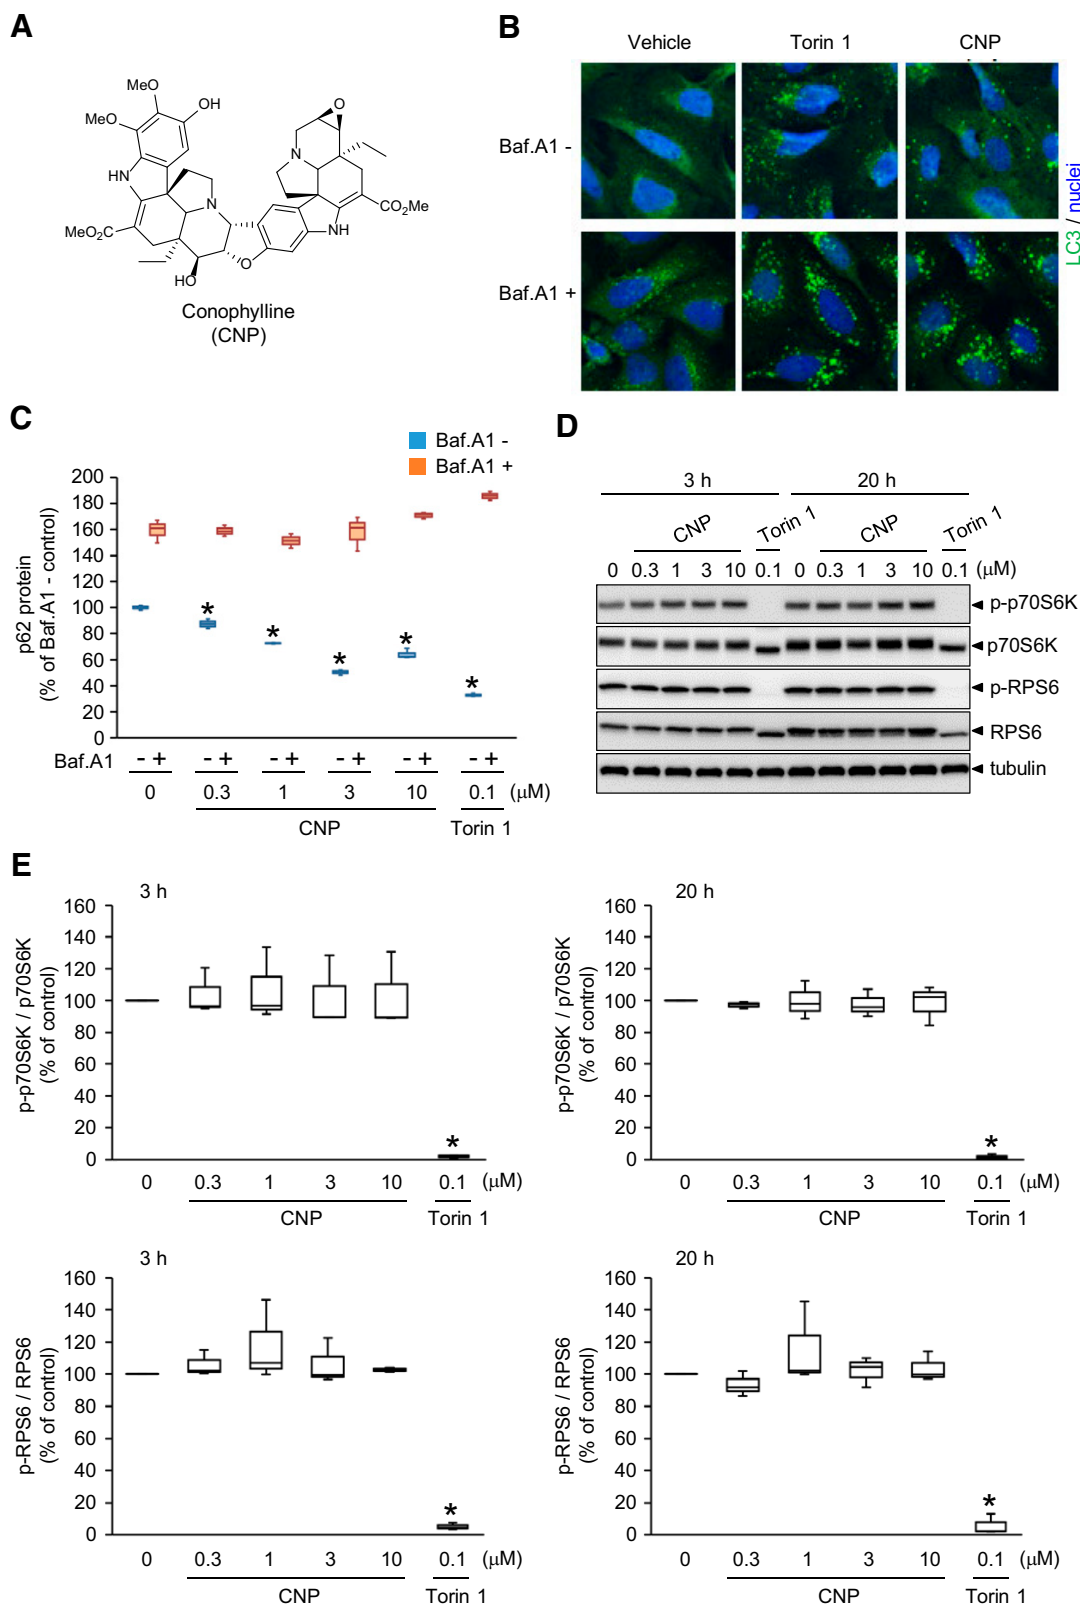 A
MeO
MeO
OH
HN
N
MeO₂C
HO
O
N
O
CO₂Me
NH
Conophylline
(CNP)
B
Vehicle Torin 1 CNP
Baf.A1 -
Baf.A1 +
LC3 / nuclei
C
Baf.A1 -
Baf.A1 +
p62 protein
(% of Baf.A1 - control)
200
180
160
140
120
100
80
60
40
20
0
* * * * *
Baf.A1 - + - + - + - + - + - +
0 0.3 1 3 10 0.1 (μM)
CNP Torin 1
D
3 h 20 h
CNP Torin 1 CNP Torin 1
0 0.3 1 3 10 0.1 0 0.3 1 3 10 0.1 (μM)
p-p70S6K
p70S6K
p-RPS6
RPS6
tubulin
E
3 h
p-p70S6K / p70S6K
(% of control)
160
140
120
100
80
60
40
20
0
*
0 0.3 1 3 10 0.1 (μM)
CNP Torin 1
20 h
p-p70S6K / p70S6K
(% of control)
160
140
120
100
80
60
40
20
0
*
0 0.3 1 3 10 0.1 (μM)
CNP Torin 1
3 h
p-RPS6 / RPS6
(% of control)
160
140
120
100
80
60
40
20
0
*
0 0.3 1 3 10 0.1 (μM)
CNP Torin 1
20 h
p-RPS6 / RPS6
(% of control)
160
140
120
100
80
60
40
20
0
*
0 0.3 1 3 10 0.1 (μM)
CNP Torin 1